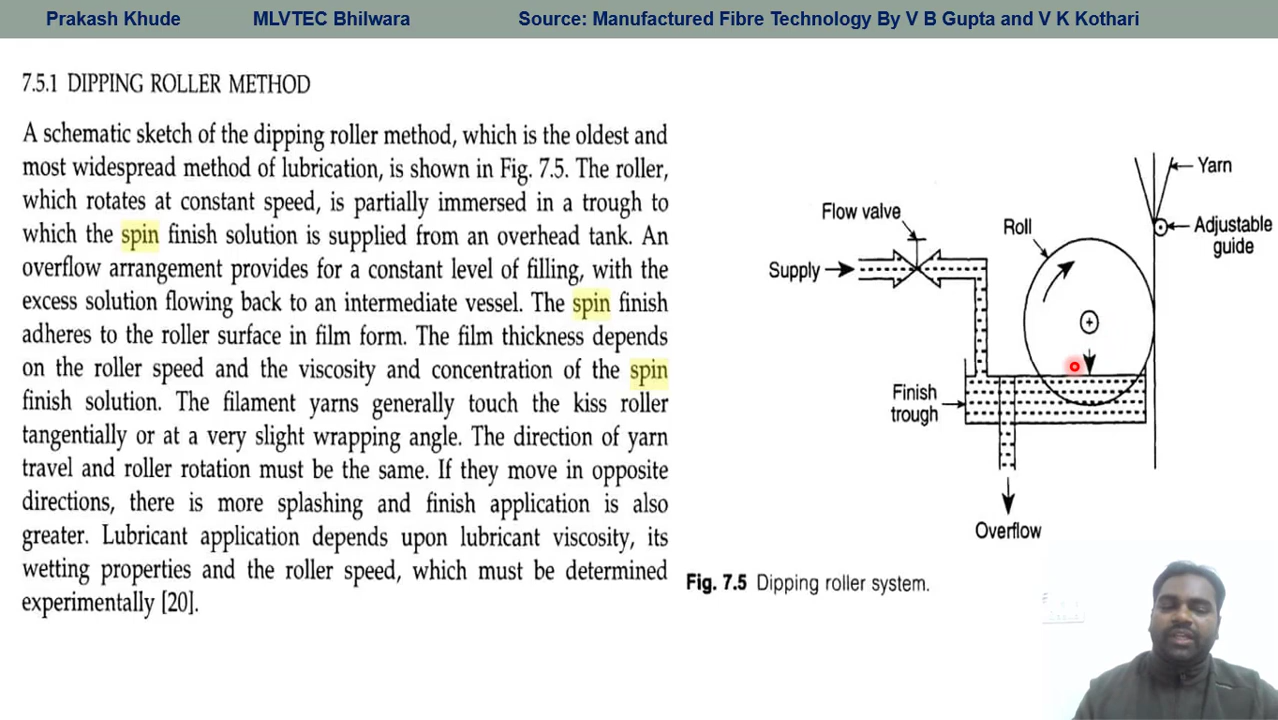 Prakash Khude MLVTEC Bhilwara Source: Manufactured Fibre Technology By V B Gupta and V K Kothari
7.5.1 DIPPING ROLLER METHOD
A schematic sketch of the dipping roller method, which is the oldest and
most widespread method of lubrication, is shown in Fig. 7.5. The roller,
which rotates at constant speed, is partially immersed in a trough to
which the spin finish solution is supplied from an overhead tank. An
overflow arrangement provides for a constant level of filling, with the
excess solution flowing back to an intermediate vessel. The spin finish
adheres to the roller surface in film form. The film thickness depends
on the roller speed and the viscosity and concentration of the spin
finish solution. The filament yarns generally touch the kiss roller
tangentially or at a very slight wrapping angle. The direction of yarn
travel and roller rotation must be the same. If they move in opposite
directions, there is more splashing and finish application is also
greater. Lubricant application depends upon lubricant viscosity, its
wetting properties and the roller speed, which must be determined
experimentally [20].
Yarn
Flow valve
Roll
Adjustable
guide
Supply
Finish
trough
Overflow
Fig. 7.5 Dipping roller system.